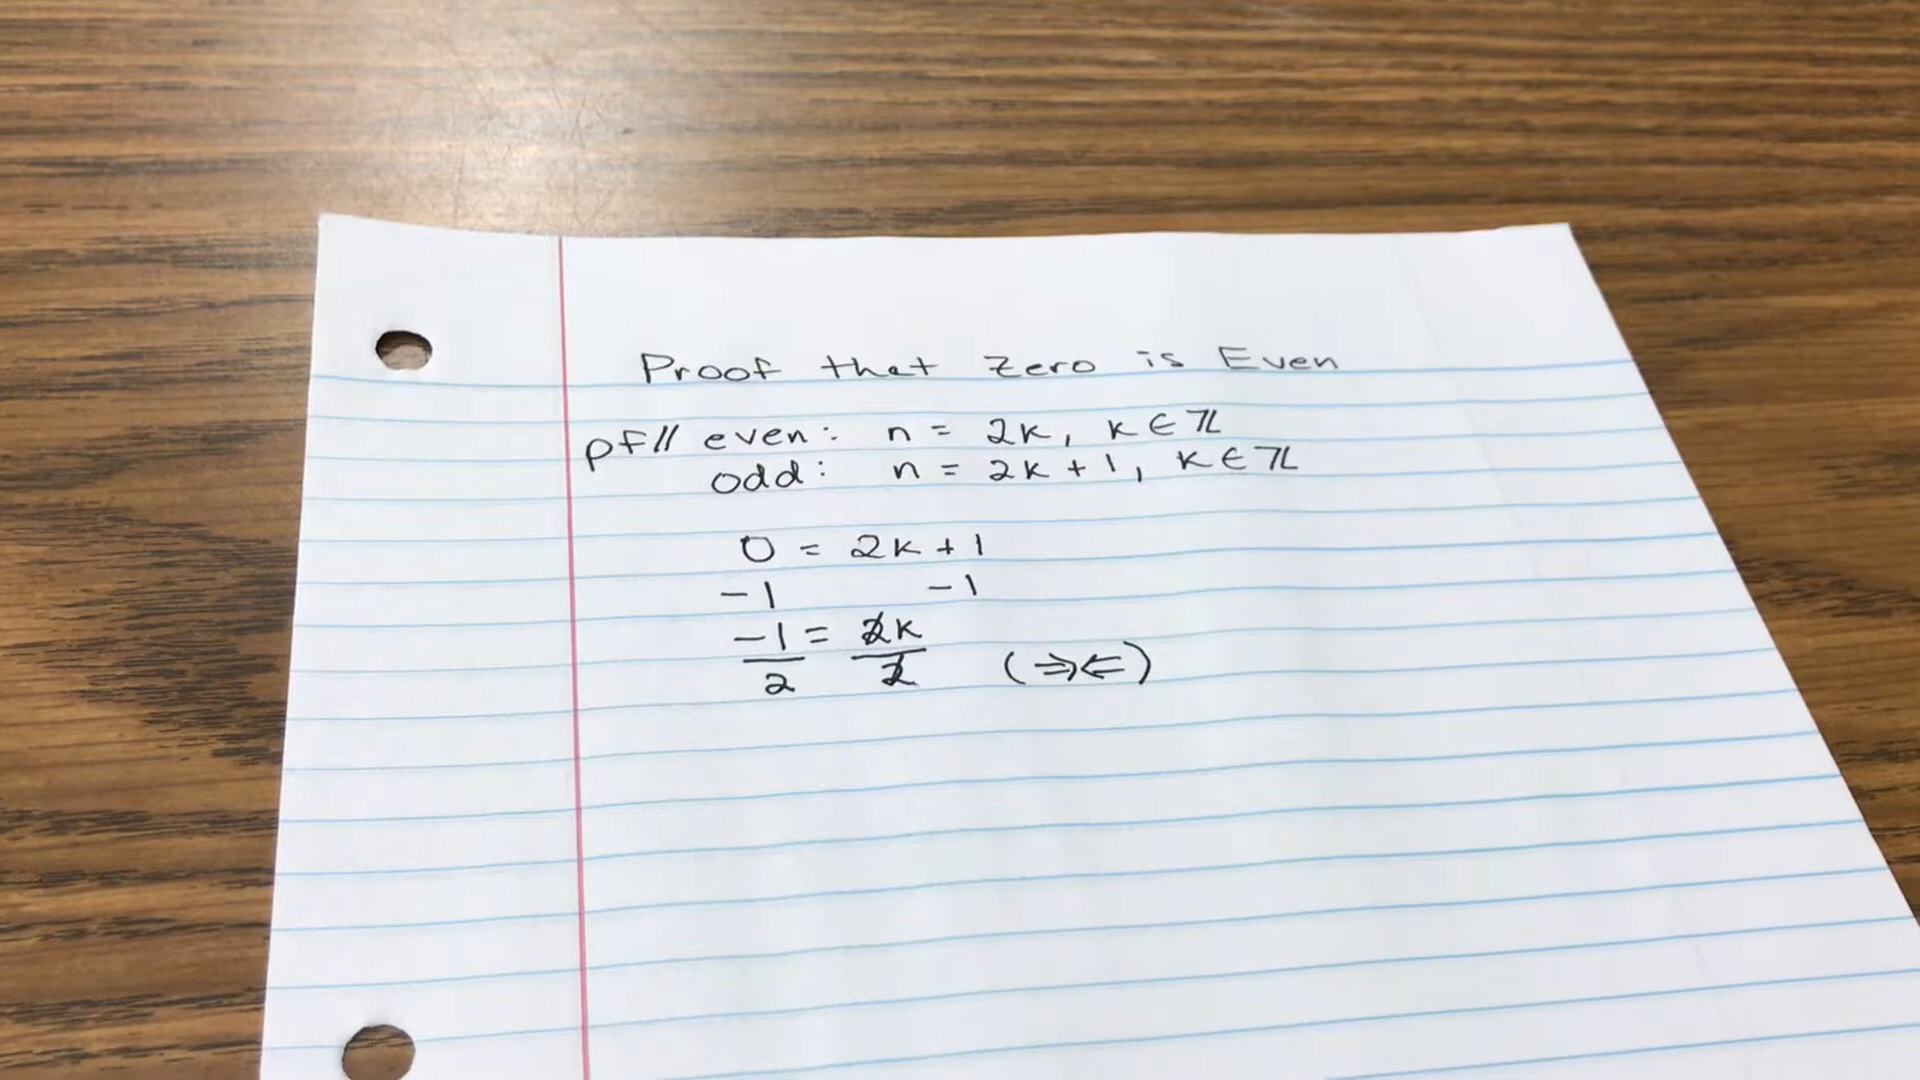 Proof that Zero is Even
pf// even: n = 2k, k ∈ ℤ
odd: n = 2k + 1, k ∈ ℤ
0 = 2k + 1
-1 -1
-1 = 2k
2 2 (⇒⇐)